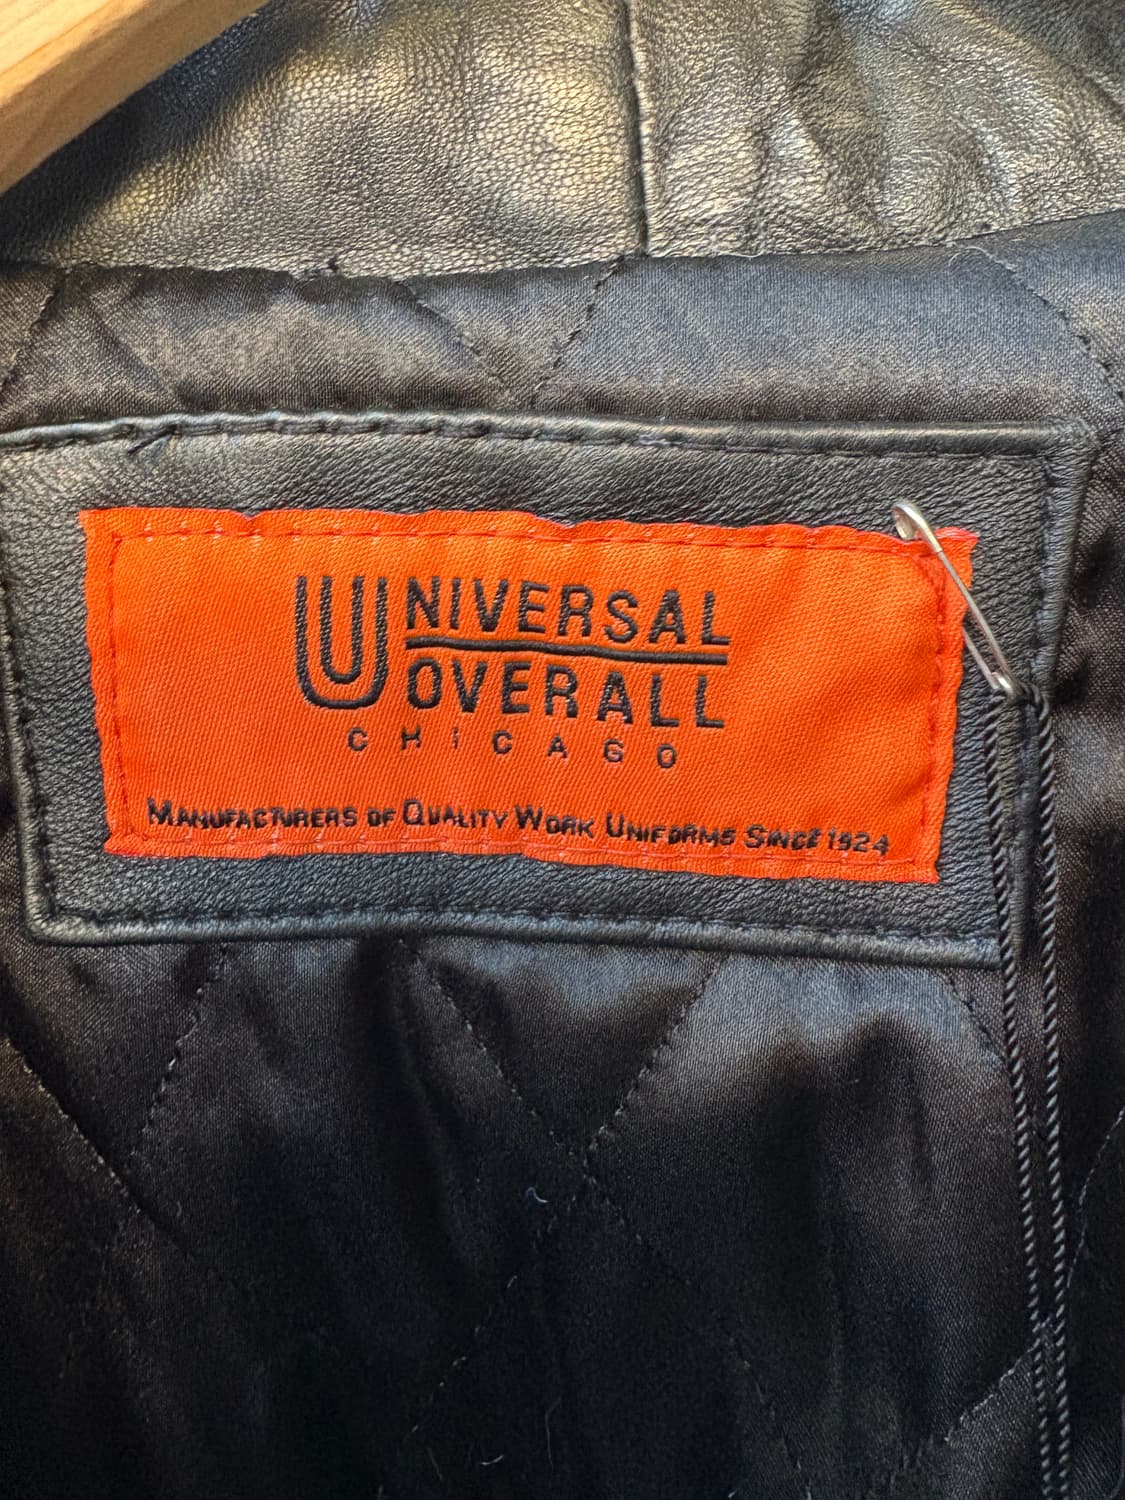 UNIVERSAL
OVERALL
CHiCAGO
MANUFACTURERS OF QUALITY WORK UNIFORMS SINCE 1924